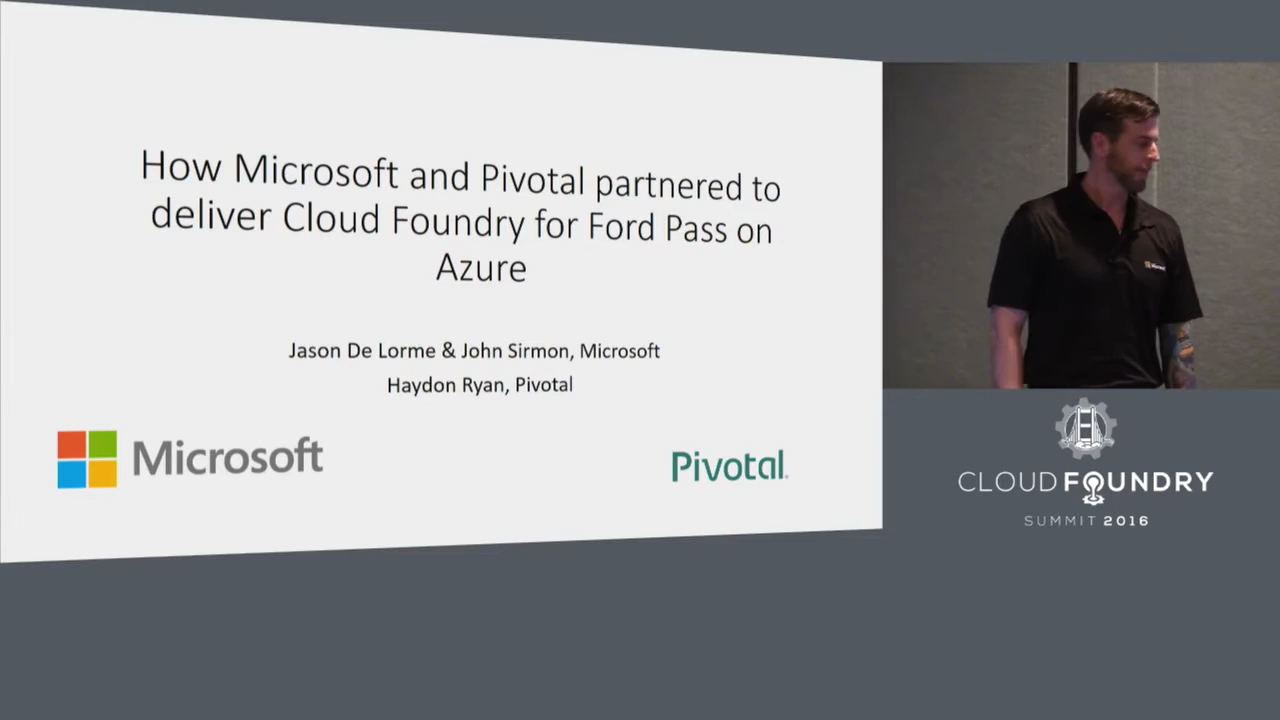 How Microsoft and Pivotal partnered to
deliver Cloud Foundry for Ford Pass on
Azure
Jason De Lorme & John Sirmon, Microsoft
Haydon Ryan, Pivotal
Microsoft
Pivotal
Microsoft
CLOUD FOUNDRY
SUMMIT 2016